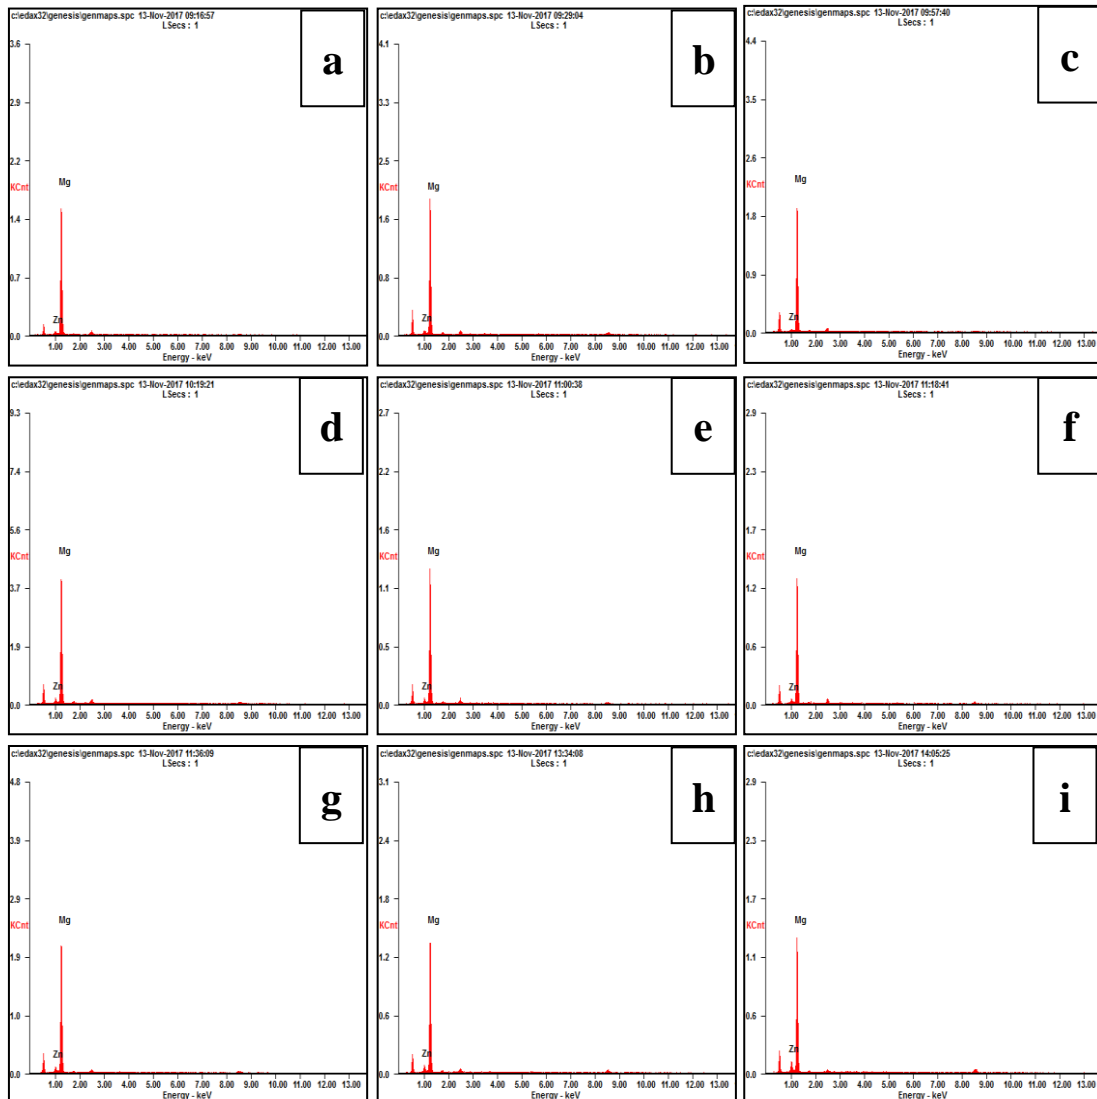 c:\edax32\genesis\genmaps.spc 13-Nov-2017 09:16:57
LSecs : 1
a
3.6
2.9
2.2
Mg
KCnt
1.4
0.7
Zn
0.0
1.00 2.00 3.00 4.00 5.00 6.00 7.00 8.00 9.00 10.00 11.00 12.00 13.00
Energy - keV
c:\edax32\genesis\genmaps.spc 13-Nov-2017 09:29:04
LSecs : 1
b
4.1
3.3
2.5
Mg
KCnt
1.6
0.8
Zn
0.0
1.00 2.00 3.00 4.00 5.00 6.00 7.00 8.00 9.00 10.00 11.00 12.00 13.00
Energy - keV
c:\edax32\genesis\genmaps.spc 13-Nov-2017 09:57:40
LSecs : 1
c
4.4
3.5
2.6
Mg
KCnt
1.8
0.9
Zn
0.0
1.00 2.00 3.00 4.00 5.00 6.00 7.00 8.00 9.00 10.00 11.00 12.00 13.00
Energy - keV
c:\edax32\genesis\genmaps.spc 13-Nov-2017 10:19:21
LSecs : 1
d
9.3
7.4
5.6
Mg
KCnt
3.7
1.9
Zn
0.0
1.00 2.00 3.00 4.00 5.00 6.00 7.00 8.00 9.00 10.00 11.00 12.00 13.00
Energy - keV
c:\edax32\genesis\genmaps.spc 13-Nov-2017 11:00:38
LSecs : 1
e
2.7
2.2
1.6
Mg
KCnt
1.1
0.5
Zn
0.0
1.00 2.00 3.00 4.00 5.00 6.00 7.00 8.00 9.00 10.00 11.00 12.00 13.00
Energy - keV
c:\edax32\genesis\genmaps.spc 13-Nov-2017 11:18:41
LSecs : 1
f
2.9
2.3
1.7
Mg
KCnt
1.2
0.6
Zn
0.0
1.00 2.00 3.00 4.00 5.00 6.00 7.00 8.00 9.00 10.00 11.00 12.00 13.00
Energy - keV
c:\edax32\genesis\genmaps.spc 13-Nov-2017 11:36:09
LSecs : 1
g
4.8
3.9
2.9
Mg
KCnt
1.9
1.0
Zn
0.0
1.00 2.00 3.00 4.00 5.00 6.00 7.00 8.00 9.00 10.00 11.00 12.00 13.00
Energy - keV
c:\edax32\genesis\genmaps.spc 13-Nov-2017 13:34:08
LSecs : 1
h
3.1
2.4
1.8
Mg
KCnt
1.2
0.6
Zn
0.0
1.00 2.00 3.00 4.00 5.00 6.00 7.00 8.00 9.00 10.00 11.00 12.00 13.00
Energy - keV
c:\edax32\genesis\genmaps.spc 13-Nov-2017 14:05:25
LSecs : 1
i
2.9
2.3
1.7
Mg
KCnt
1.1
0.6
Zn
0.0
1.00 2.00 3.00 4.00 5.00 6.00 7.00 8.00 9.00 10.00 11.00 12.00 13.00
Energy - keV